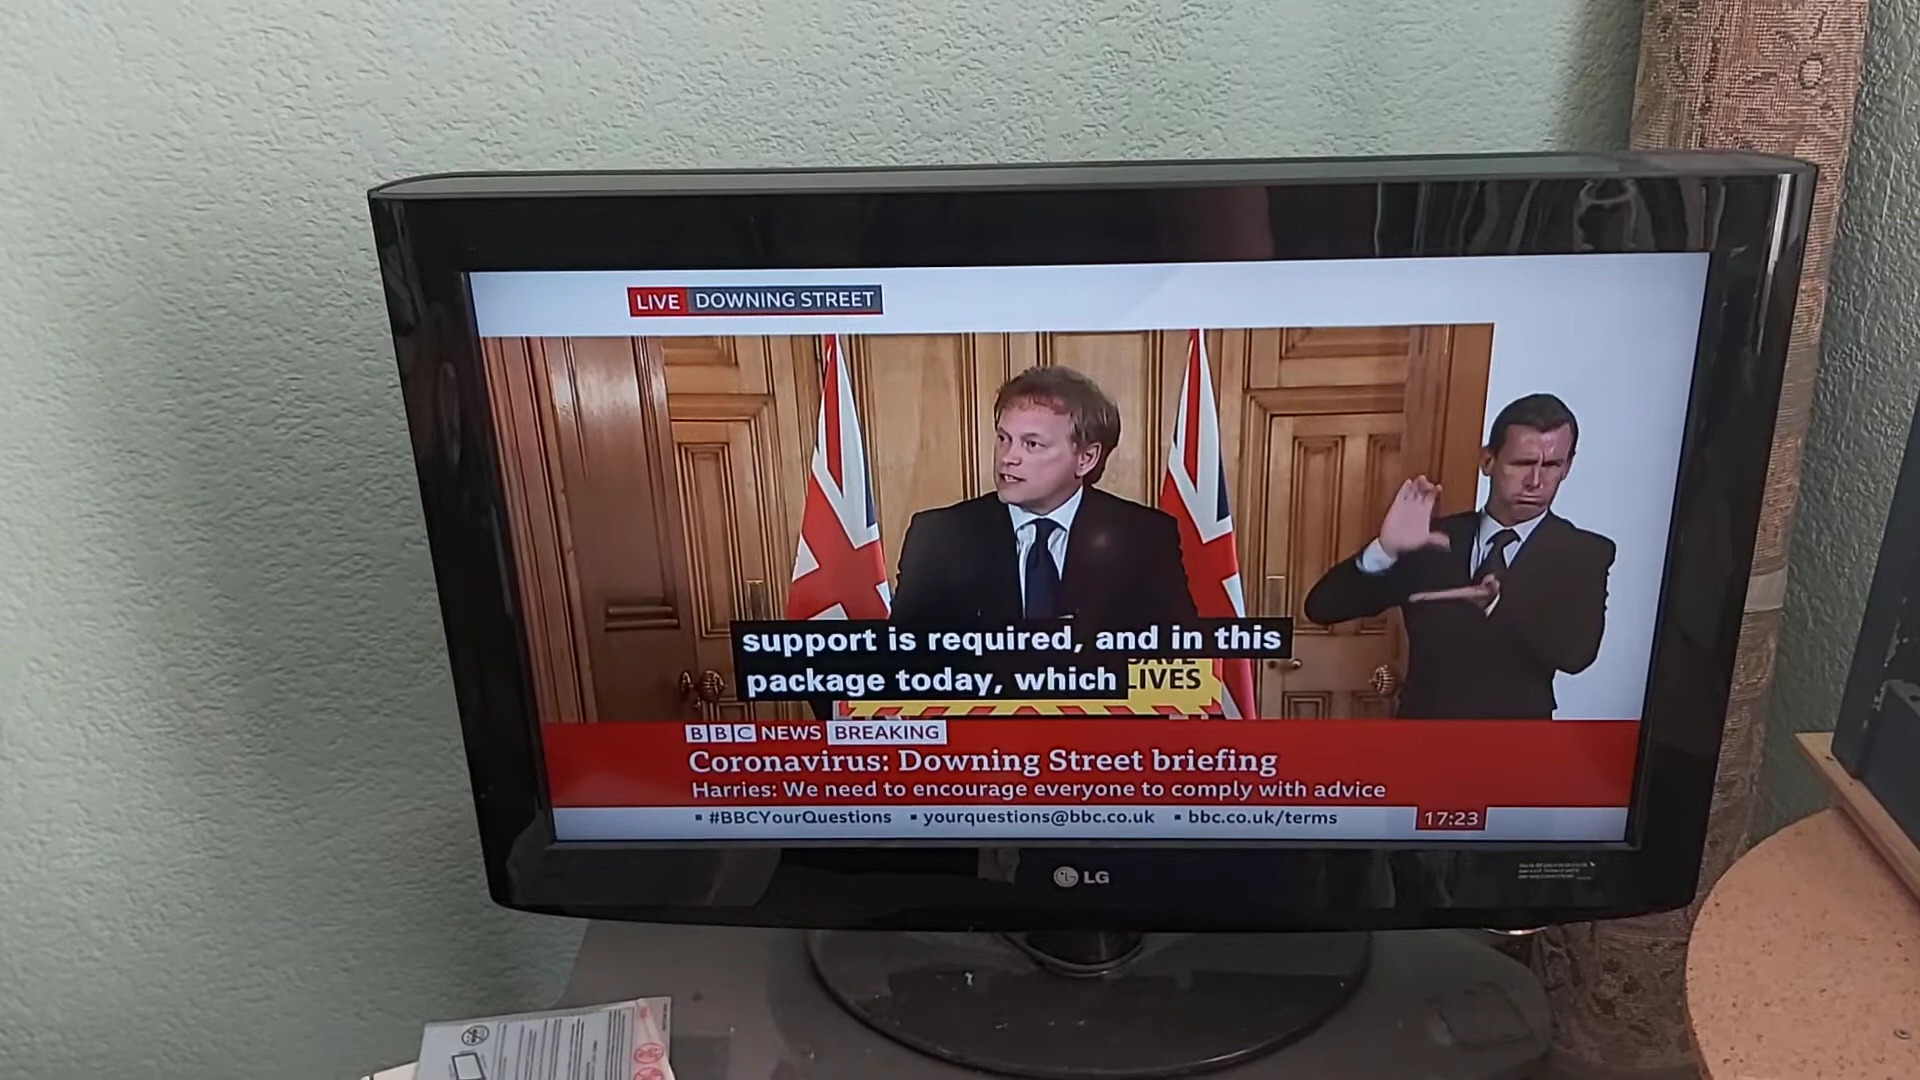 LIVE DOWNING STREET
support is required, and in this
package today, which
LIVES
BBC NEWS BREAKING
Coronavirus: Downing Street briefing
Harries: We need to encourage everyone to comply with advice
#BBCYourQuestions ▪ yourquestions@bbc.co.uk ▪ bbc.co.uk/terms 17:23
LG